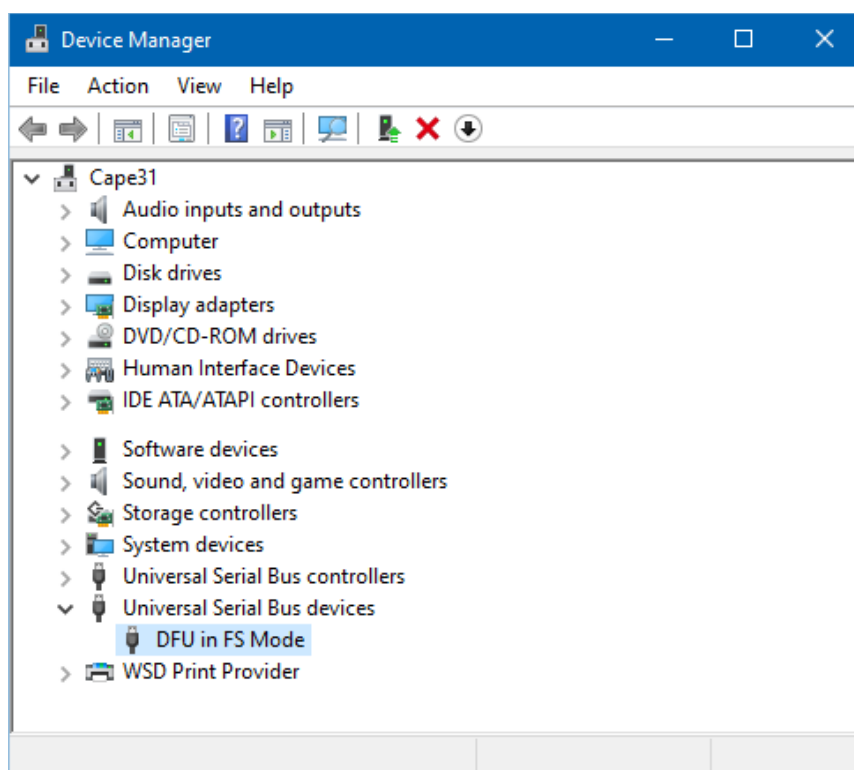 Device Manager
File Action View Help
Cape31
Audio inputs and outputs
Computer
Disk drives
Display adapters
DVD/CD-ROM drives
Human Interface Devices
IDE ATA/ATAPI controllers
Software devices
Sound, video and game controllers
Storage controllers
System devices
Universal Serial Bus controllers
Universal Serial Bus devices
DFU in FS Mode
WSD Print Provider